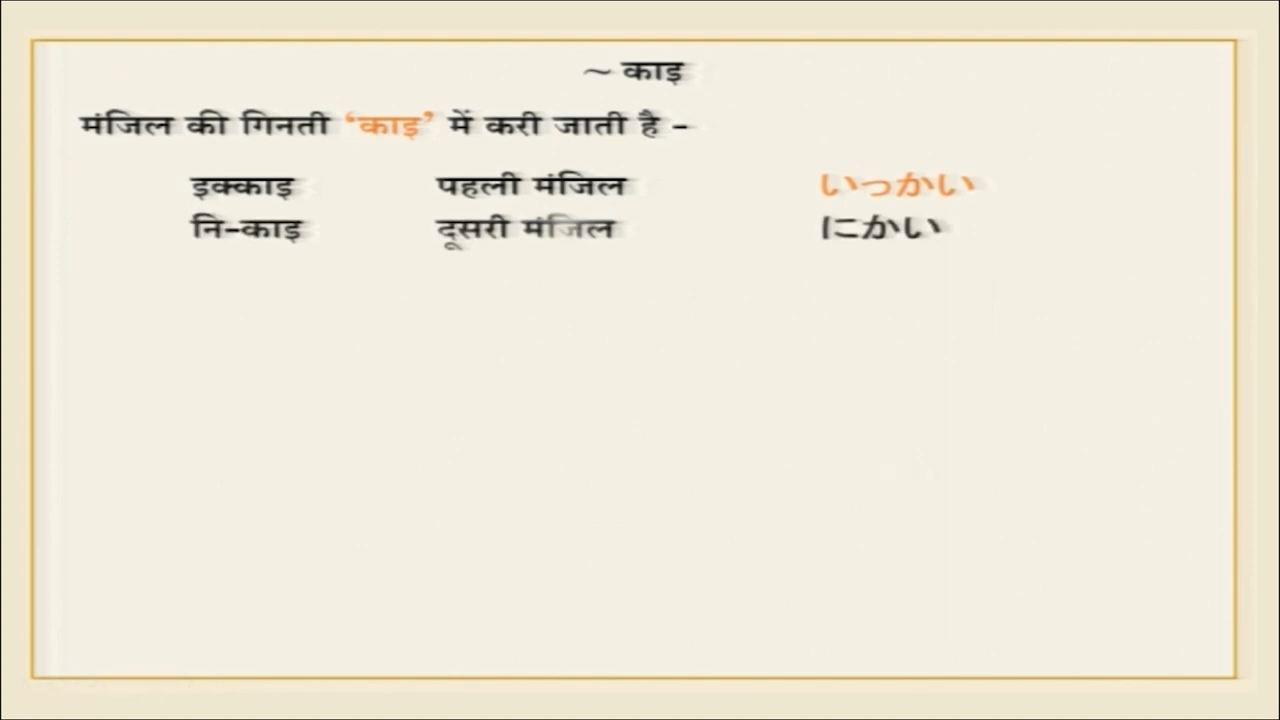 ~ काइ
मंजिल की गिनती ‘काइ’ में करी जाती है –
इक्काइ पहली मंजिल いっかい
नि–काइ दूसरी मंजिल にかい